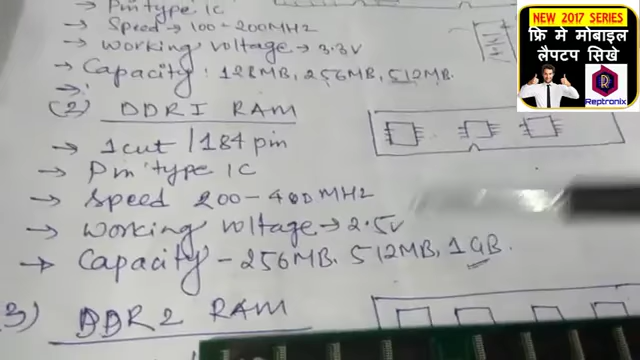 → Pin type IC
→ Speed → 100-200MHZ
→ Working voltage → 3.3V
→ Capacity : 128MB, 256MB, 512MB.
→
(2) DDR I RAM
→ 1 cut / 184 pin
→ Pin type IC
→ Speed 200-400 MHZ
→ Working voltage → 2.5v
→ Capacity - 256MB. 512MB, 1GB.
3) DDR2 RAM
NEW 2017 SERIES
फ्रि मे मोबाइल
लैपटप सिखे
Reptronix